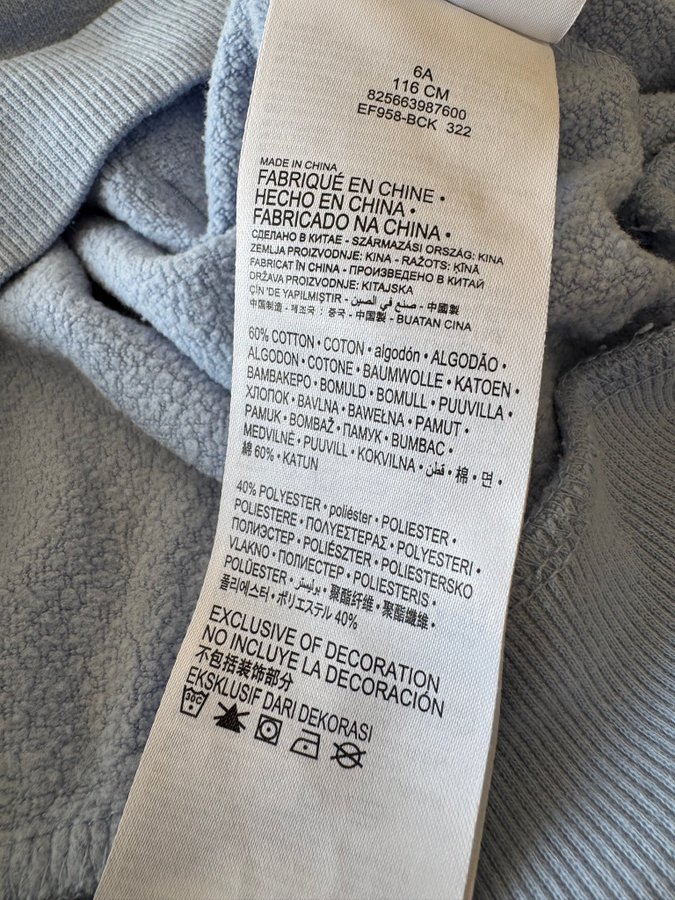 6A
116 CM
825663987600
EF958-BCK 322
MADE IN CHINA
FABRIQUÉ EN CHINE •
HECHO EN CHINA •
FABRICADO NA CHINA •
СДЕЛАНО В КИТАЕ - SZÁRMAZÁSI ORSZÁG: KINA
ZEMLJA PROIZVODNJE: KINA - RAŽOTS: ĶĪNĀ
FABRICAT ÎN CHINA - ПРОИЗВЕДЕНО В КИТАЙ
DRŽAVA PROIZVODNJE: KITAJSKA
ÇİN 'DE YAPILMIŞTIR - صنع في الصين - 中國製
中国制造 - 제조국 : 중국 - 中国製 - BUATAN CINA
60% COTTON • COTON • algodón • ALGODÃO •
ALGODON • COTONE • BAUMWOLLE • KATOEN •
ΒΑΜΒΑΚΕΡΟ • BOMULD • BOMULL • PUUVILLA •
ХЛОПОК • BAVLNA • BAWEŁNA • PAMUT •
PAMUK • BOMBAŽ • ПАМУК • BUMBAC •
MEDVILNĖ • PUUVILL • KOKVILNA • قطن • 棉 • 면 •
綿 60% • KATUN
40% POLYESTER • poliéster • POLIESTER •
POLIESTERE • ΠΟΛΥΕΣΤΕΡΑΣ • POLYESTERI •
ПОЛИЭСТЕР • POLIÉSZTER • POLIESTERSKO
VLAKNO • ПОЛИЕСТЕР • POLIESTERIS •
POLÜESTER • بوليستر • 聚酯纤维 • 聚酯纖維 •
폴리에스터 • ポリエステル 40%
EXCLUSIVE OF DECORATION
NO INCLUYE LA DECORACIÓN
不包括装饰部分
EKSKLUSIF DARI DEKORASI
30C